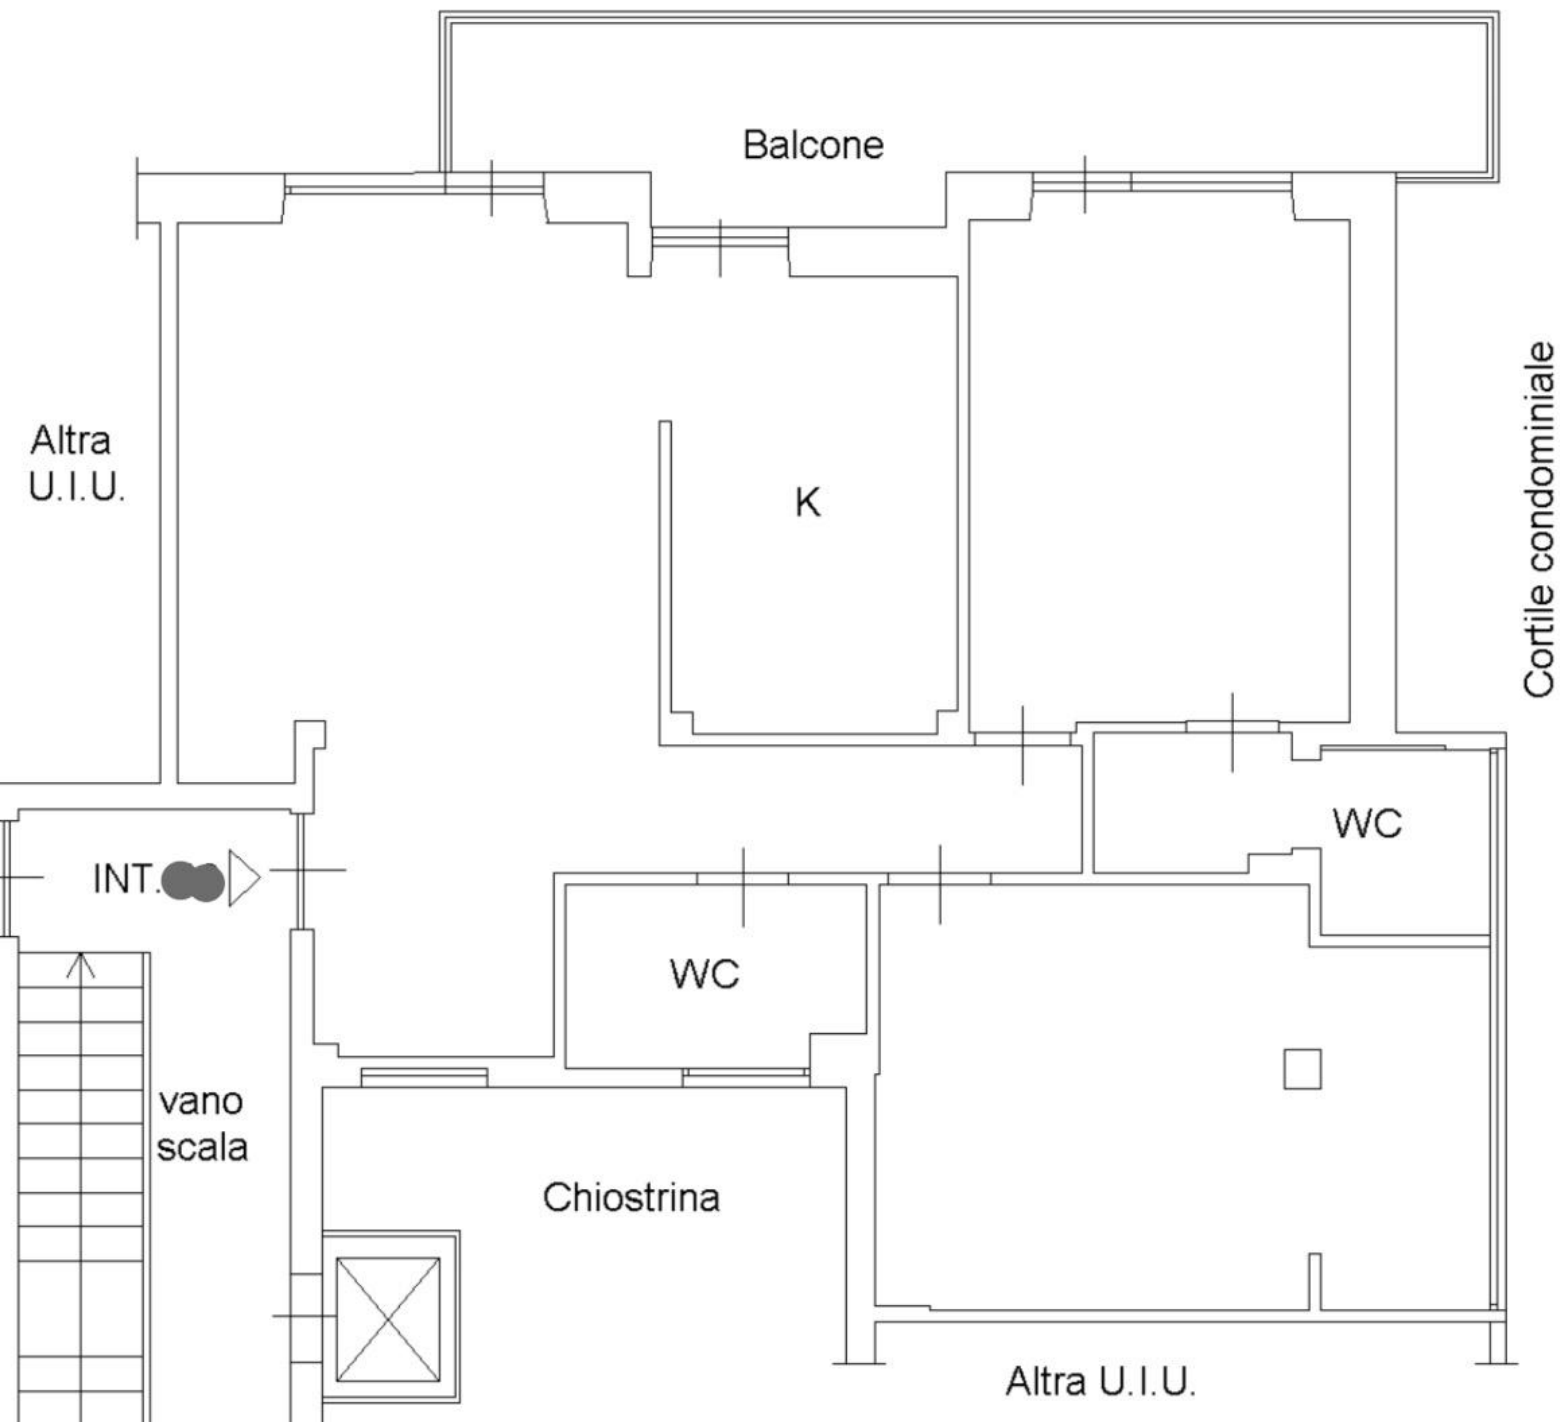 Balcone
Altra
U.I.U.
K
Cortile condominiale
WC
INT.
WC
vano
scala
Chiostrina
Altra U.I.U.